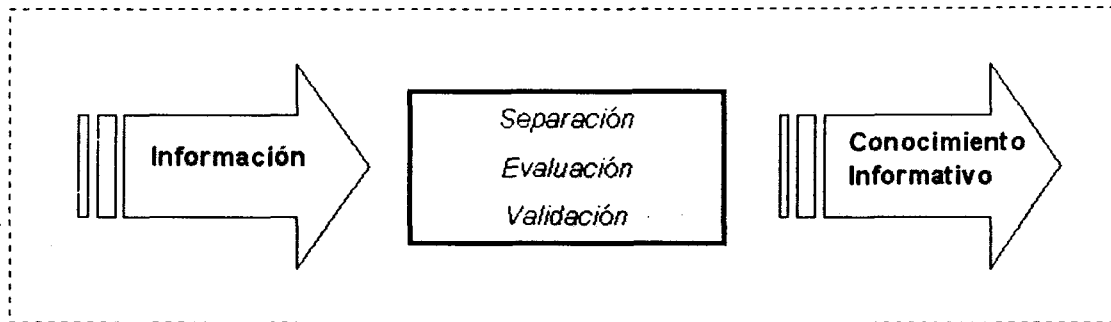 Información
Separación
Evaluación
Validación
Conocimiento
Informativo